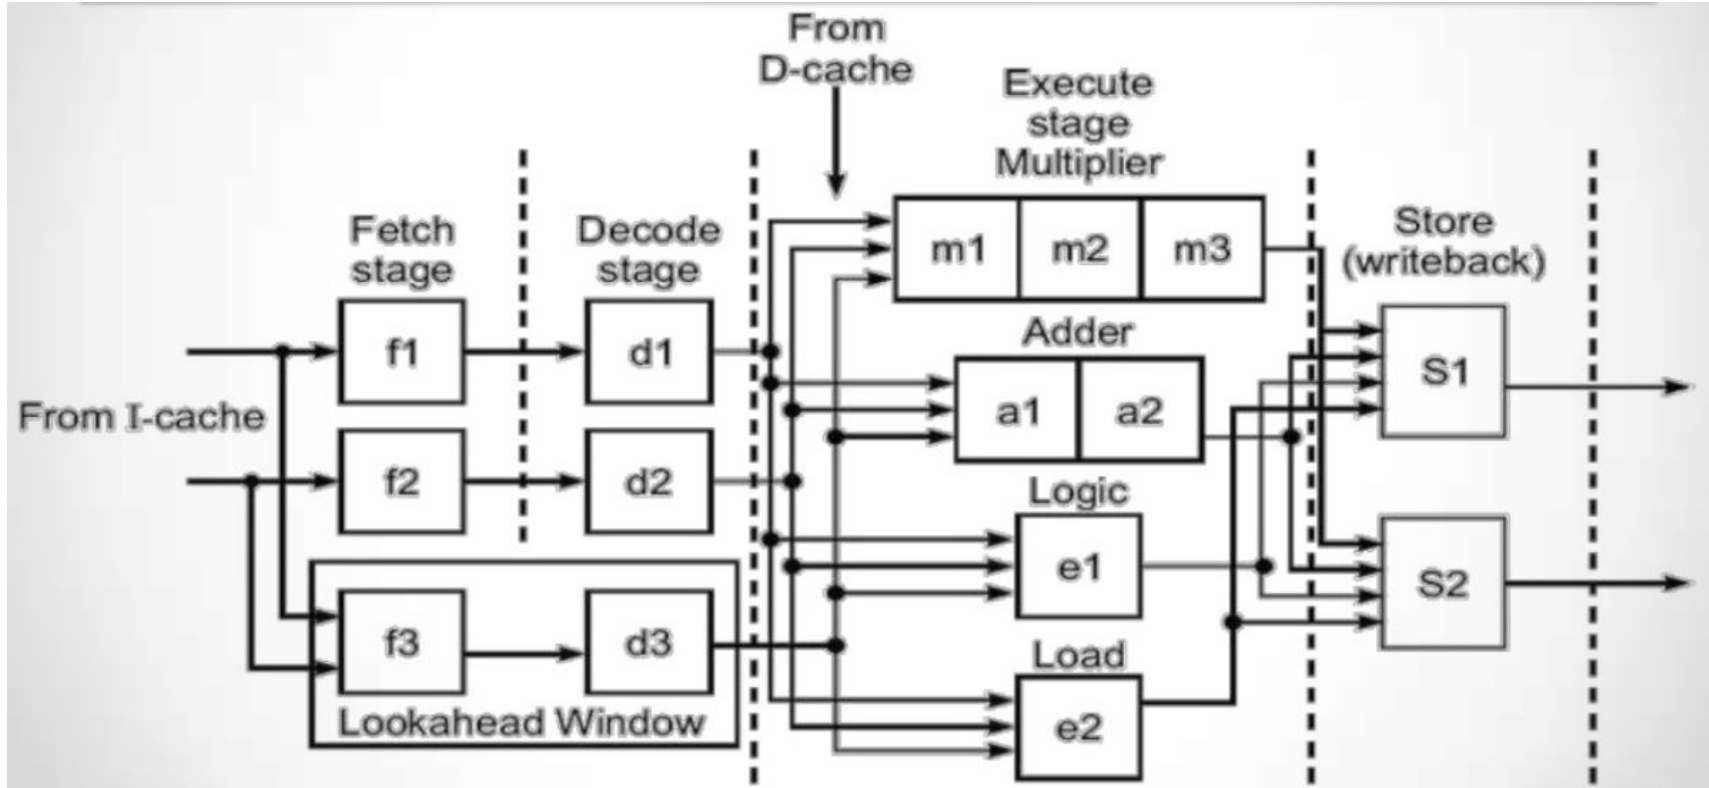 From
D-cache
Execute
stage
Multiplier
m1 m2 m3
Fetch
stage
Decode
stage
Store
(writeback)
f1
d1
Adder
a1 a2
S1
From I-cache
f2
d2
Logic
e1
S2
f3
d3
Lookahead Window
Load
e2